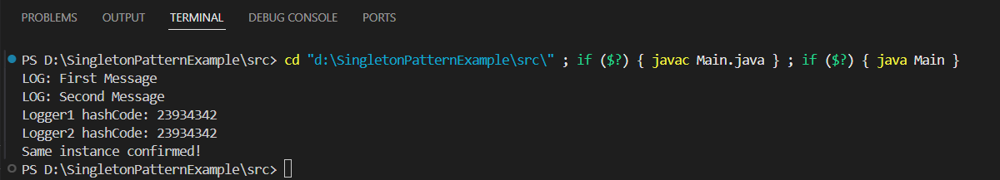 PROBLEMS OUTPUT TERMINAL DEBUG CONSOLE PORTS
PS D:\SingletonPatternExample\src> cd "d:\SingletonPatternExample\src\" ; if ($?) { javac Main.java } ; if ($?) { java Main }
LOG: First Message
LOG: Second Message
Logger1 hashCode: 23934342
Logger2 hashCode: 23934342
Same instance confirmed!
PS D:\SingletonPatternExample\src>